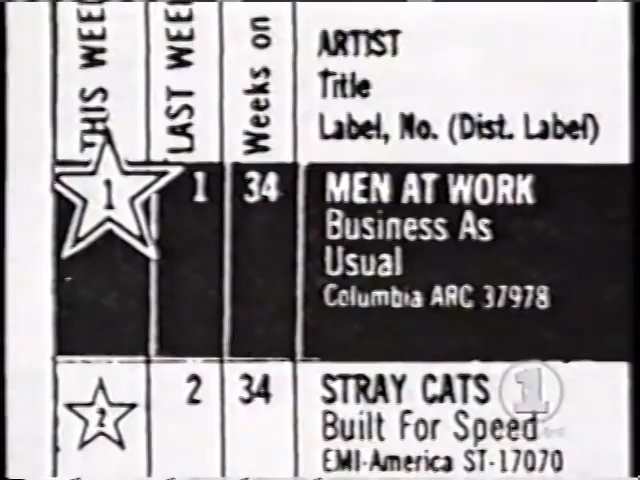 THIS WEEK
LAST WEEK
Weeks on
ARTIST
Title
Label, No. (Dist. Label)
1
1
34
MEN AT WORK
Business As
Usual
Columbia ARC 37978
2
2
34
STRAY CATS
Built For Speed
EMI-America ST-17070
1